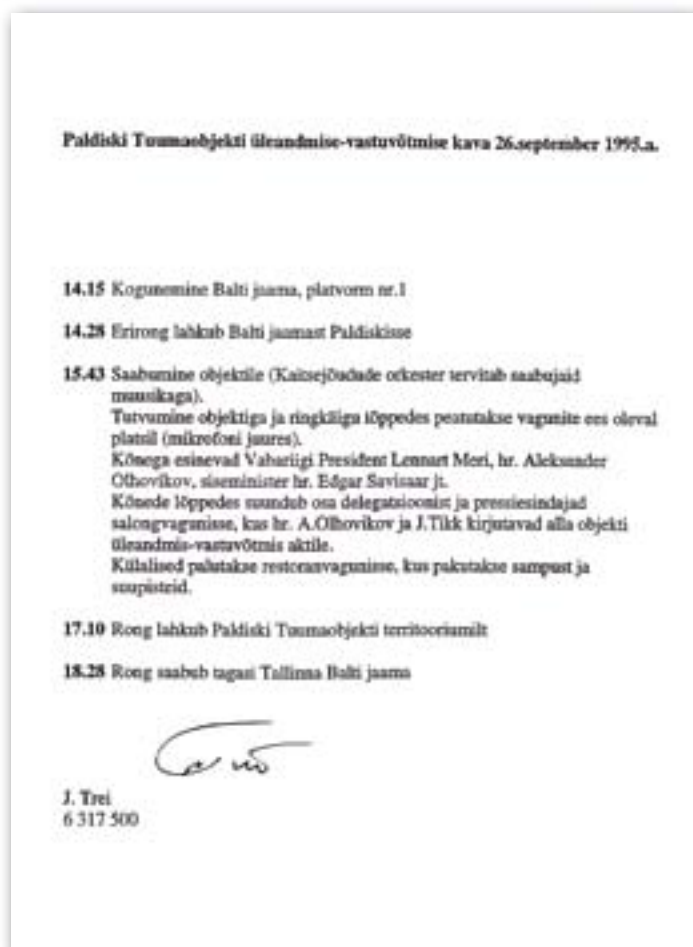 Paldiski Tuumaobjekti üleandmise-vastuvõtmise kava 26.september 1995.a.
14.15 Kogunemine Balti jaama, platvorm nr.1
14.28 Erirong lahkub Balti jaamast Paldiskisse
15.43 Saabumine objektile (Kaitsejõudude orkester tervitab saabujaid
muusikaga).
Tutvumine objektiga ja ringkäigu lõppedes peatutakse vagunite ees oleval
platsil (mikrofoni juures).
Kõnega esinevad Vabariigi President Lennart Meri, hr. Aleksander
Olhovikov, siseminister hr. Edgar Savisaar jt.
Kõnede lõppedes suundub osa delegatsioonist ja pressiesindajad
salongvagunisse, kus hr. A.Olhovikov ja J.Tikk kirjutavad alla objekti
üleandmis-vastuvõtmis aktile.
Külalised palutakse restoranvagunisse, kus pakutakse šampust ja
suupisteid.
17.10 Rong lahkub Paldiski Tuumaobjekti territooriumilt
18.28 Rong saabub tagasi Tallinna Balti jaama
J. Trei
6 317 500